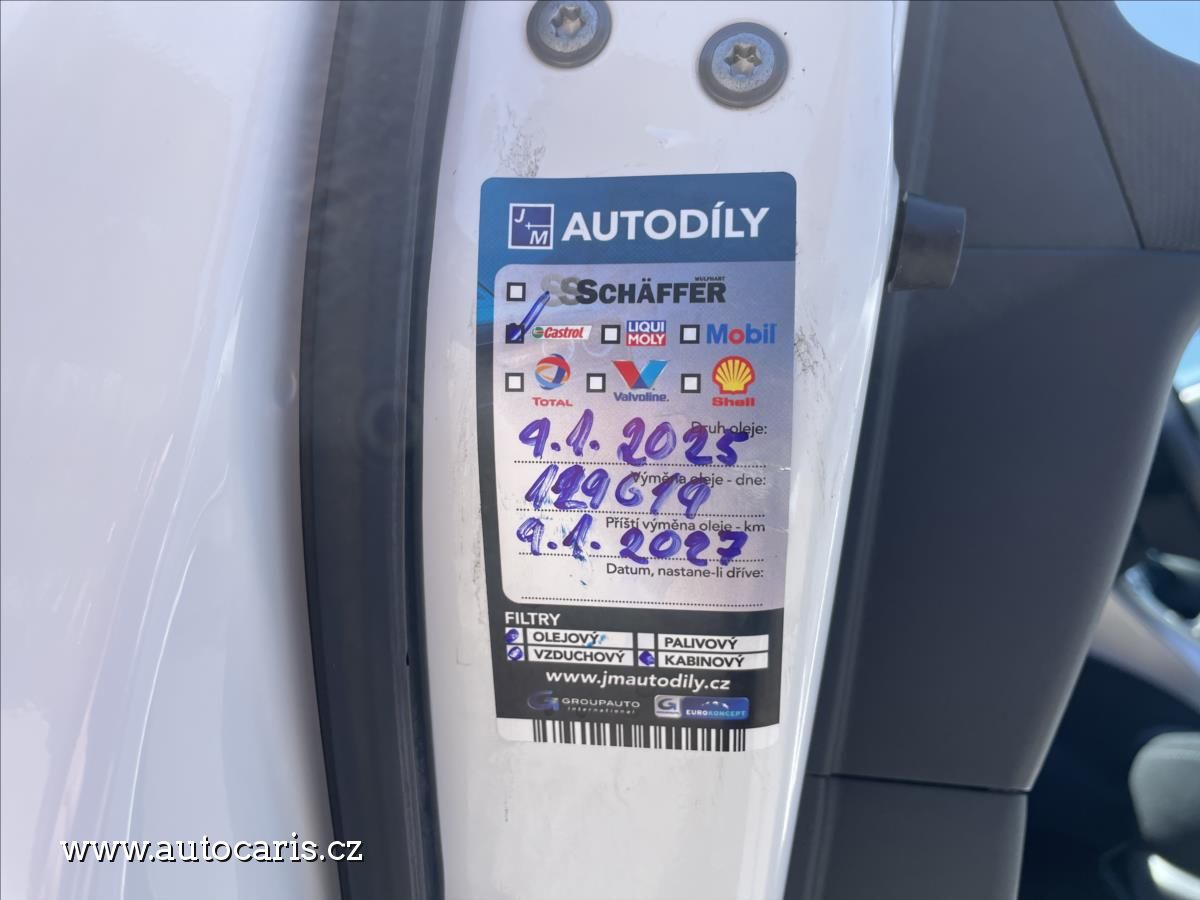 J+M AUTODÍLY
WULPHART
SCHÄFFER
Castrol LIQUI MOLY Mobil
TOTAL Valvoline. Shell
Druh oleje:
9.1.2025
Výměna oleje - dne:
129619
Příští výměna oleje - km
9.1.2027
Datum, nastane-li dříve:
FILTRY
OLEJOVÝ PALIVOVÝ
VZDUCHOVÝ KABINOVÝ
www.jmautodily.cz
G GROUPAUTO International G EUROKONCEPT
www.autocaris.cz